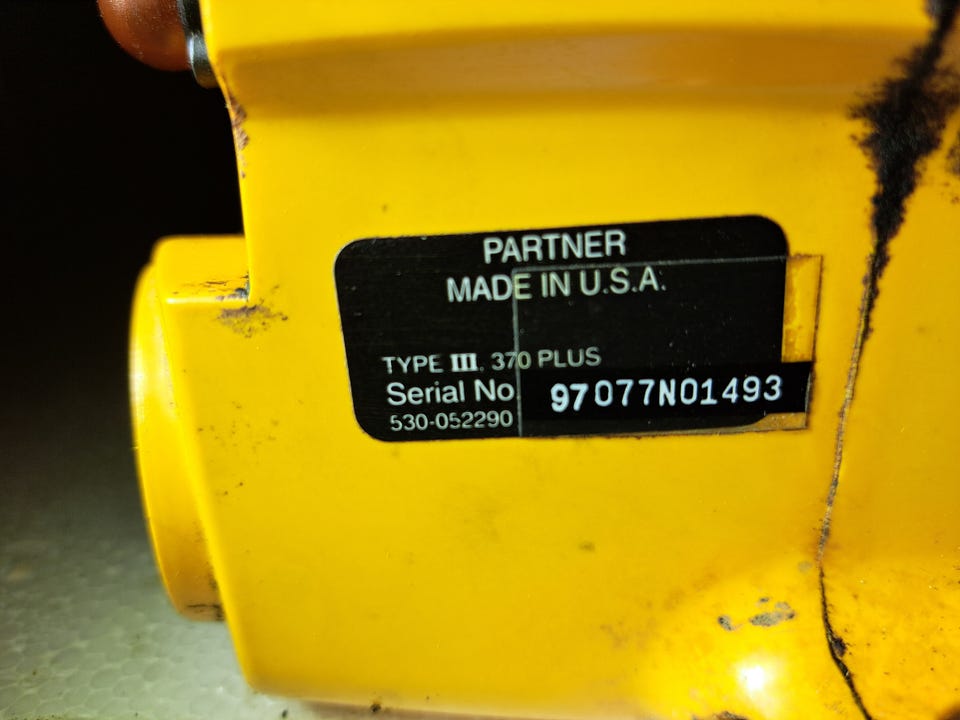 PARTNER
MADE IN U.S.A.
TYPE III, 370 PLUS
Serial No 97077N01493
530-052290